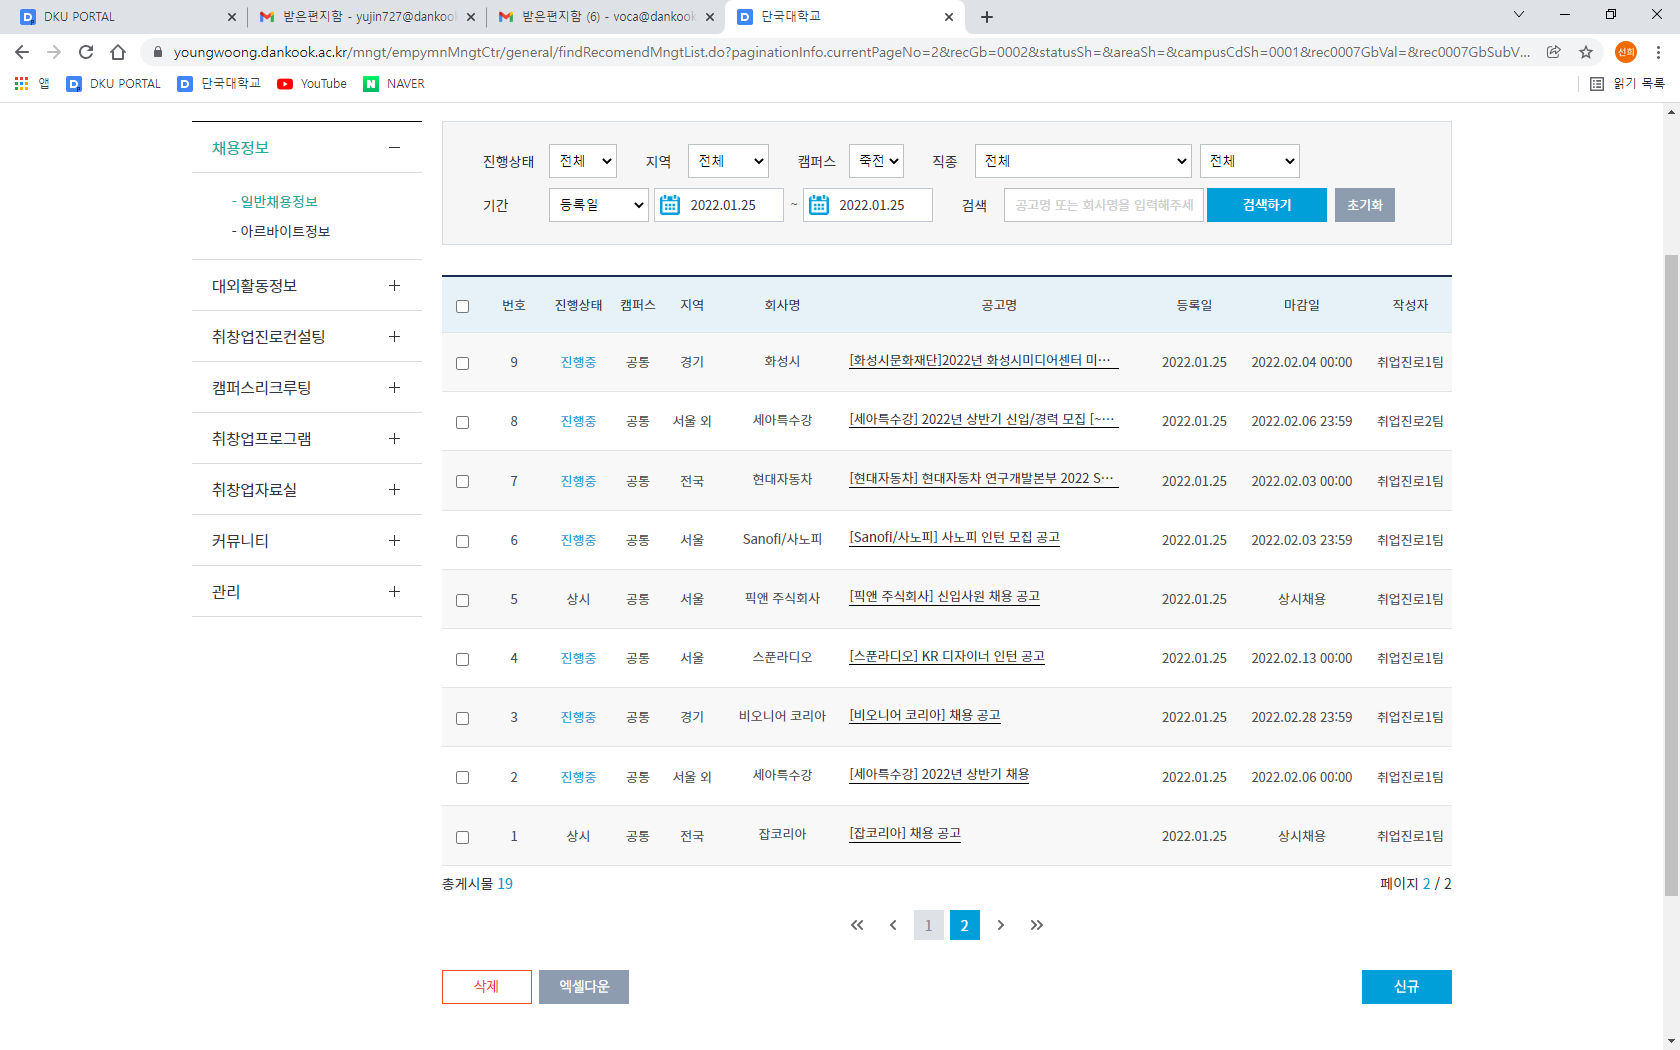 DKU PORTAL
받은편지함 - yujin727@dankook
받은편지함 (6) - voca@dankook
단국대학교
youngwoong.dankook.ac.kr/mngt/empymnMngtCtr/general/findRecomendMngtList.do?paginationInfo.currentPageNo=2&recGb=0002&statusSh=&areaSh=&campusCdSh=0001&rec0007GbVal=&rec0007GbSubV...
선희
앱 DKU PORTAL 단국대학교 YouTube NAVER 읽기 목록
채용정보
- 일반채용정보
- 아르바이트정보
대외활동정보
취창업진로컨설팅
캠퍼스리크루팅
취창업프로그램
취창업자료실
커뮤니티
관리
진행상태 전체 지역 전체 캠퍼스 죽전 직종 전체 전체
기간 등록일 2022.01.25 ~ 2022.01.25 검색 공고명 또는 회사명을 입력해주세 검색하기 초기화
번호 진행상태 캠퍼스 지역 회사명 공고명 등록일 마감일 작성자
9 진행중 공통 경기 화성시 [화성시문화재단]2022년 화성시미디어센터 미… 2022.01.25 2022.02.04 00:00 취업진로1팀
8 진행중 공통 서울 외 세아특수강 [세아특수강] 2022년 상반기 신입/경력 모집 [~… 2022.01.25 2022.02.06 23:59 취업진로2팀
7 진행중 공통 전국 현대자동차 [현대자동차] 현대자동차 연구개발본부 2022 S… 2022.01.25 2022.02.03 00:00 취업진로1팀
6 진행중 공통 서울 Sanofi/사노피 [Sanofi/사노피] 사노피 인턴 모집 공고 2022.01.25 2022.02.03 23:59 취업진로1팀
5 상시 공통 서울 픽앤 주식회사 [픽앤 주식회사] 신입사원 채용 공고 2022.01.25 상시채용 취업진로1팀
4 진행중 공통 서울 스푼라디오 [스푼라디오] KR 디자이너 인턴 공고 2022.01.25 2022.02.13 00:00 취업진로1팀
3 진행중 공통 경기 비오니어 코리아 [비오니어 코리아] 채용 공고 2022.01.25 2022.02.28 23:59 취업진로1팀
2 진행중 공통 서울 외 세아특수강 [세아특수강] 2022년 상반기 채용 2022.01.25 2022.02.06 00:00 취업진로1팀
1 상시 공통 전국 잡코리아 [잡코리아] 채용 공고 2022.01.25 상시채용 취업진로1팀
총게시물 19 페이지 2 / 2
1 2
삭제 엑셀다운 신규